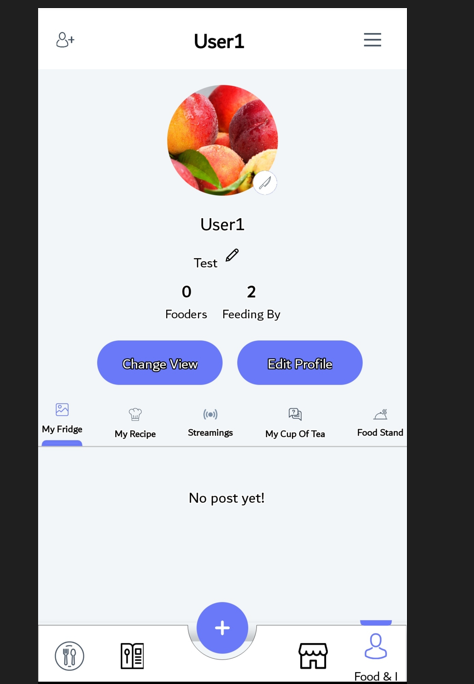 User1
User1
Test
0 2
Fooders Feeding By
Change View Edit Profile
My Fridge My Recipe Streamings My Cup Of Tea Food Stand
No post yet!
+
Food & I